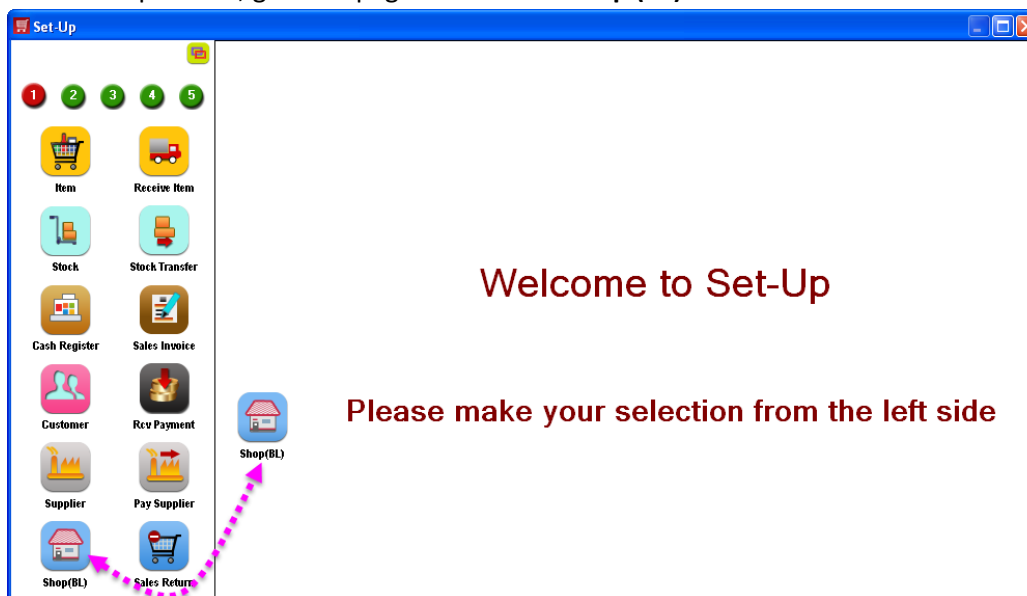 Set-Up
1 2 3 4 5
Item Receive Item
Stock Stock Transfer
Welcome to Set-Up
Cash Register Sales Invoice
Please make your selection from the left side
Customer Rcv Payment
Shop(BL)
Supplier Pay Supplier
Shop(BL) Sales Return